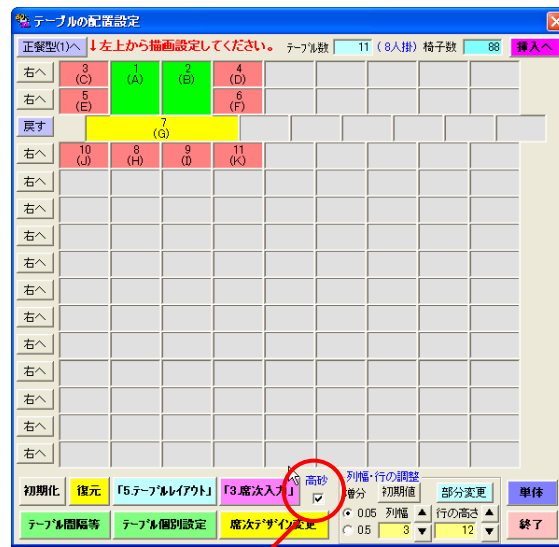 テーブルの配置設定
正餐型(1)へ ↓左上から描画設定してください。 テーブル数 11 (8人掛) 椅子数 88 挿入へ
右へ 3 1 2 4
(C) (A) (B) (D)
右へ 5 6
(E) (F)
戻す 7
(G)
右へ 10 8 9 11
(J) (H) (I) (K)
右へ
右へ
右へ
右へ
右へ
右へ
右へ
右へ
右へ
右へ
右へ
初期化 復元 「5.テーブルレイアウト」 「3.席次入力」 高砂 列幅・行の調整
増分 初期値 部分変更 単体
テーブル間隔等 テーブル個別設定 席次デザイン変更 0.05 列幅 ▲ 行の高さ ▲
0.5 3 ▼ 12 ▼ 終了